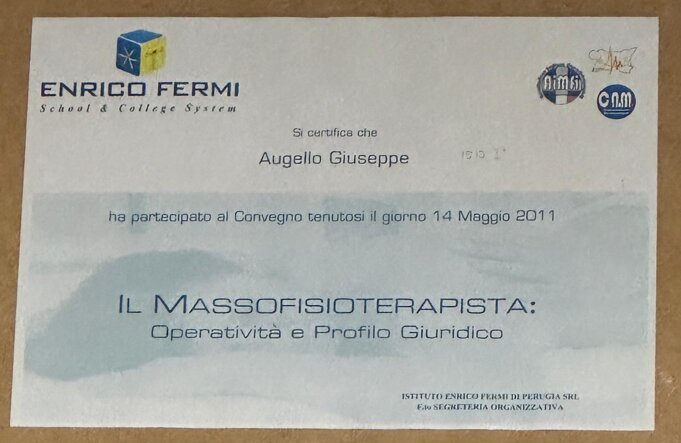 ENRICO FERMI
School & College System
AIMFI
C N.M.
Si certifica che
Augello Giuseppe
ha partecipato al Convegno tenutosi il giorno 14 Maggio 2011
IL MASSOFISIOTERAPISTA:
Operatività e Profilo Giuridico
ISTITUTO ENRICO FERMI DI PERUGIA SRL
F.to SEGRETERIA ORGANIZZATIVA